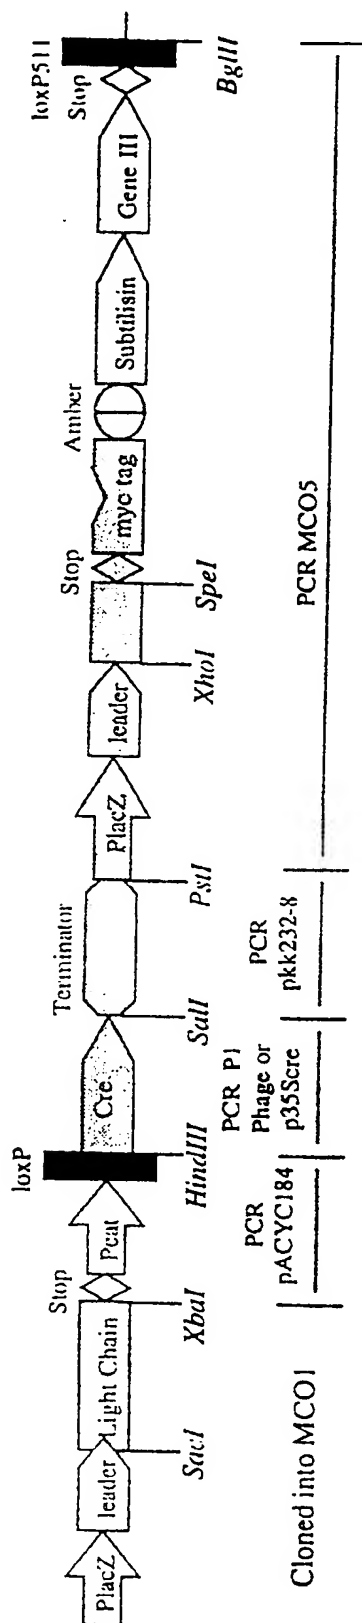 PlacZ
leader
Light Chain
Stop
Pcat
loxP
Cre
Terminator
PlacZ
leader
Stop
myc tag
Amber
Subtilisin
Gene III
Stop
loxP511
SacI
XbaI
HindIII
SalI
PstI
XhoI
SpeI
BglII
Cloned into MCO1
PCR
pACYC184
PCR P1
Phage or
p35Scre
PCR
pkk232-8
PCR MCO5